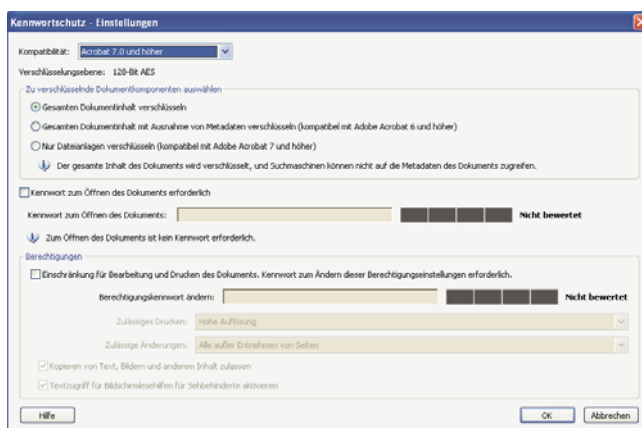 Kennwortschutz - Einstellungen
Kompatibilität: Acrobat 7.0 und höher
Verschlüsselungsebene: 128-Bit AES
Zu verschlüsselnde Dokumentkomponenten auswählen
Gesamten Dokumentinhalt verschlüsseln
Gesamten Dokumentinhalt mit Ausnahme von Metadaten verschlüsseln (kompatibel mit Adobe Acrobat 6 und höher)
Nur Dateianlagen verschlüsseln (kompatibel mit Adobe Acrobat 7 und höher)
Der gesamte Inhalt des Dokuments wird verschlüsselt, und Suchmaschinen können nicht auf die Metadaten des Dokuments zugreifen.
Kennwort zum Öffnen des Dokuments erforderlich
Kennwort zum Öffnen des Dokuments: Nicht bewertet
Zum Öffnen des Dokuments ist kein Kennwort erforderlich.
Berechtigungen
Einschränkung für Bearbeitung und Drucken des Dokuments. Kennwort zum Ändern dieser Berechtigungseinstellungen erforderlich.
Berechtigungskennwort ändern: Nicht bewertet
Zulässiges Drucken: Hohe Auflösung
Zulässige Änderungen: Alle außer Entnehmen von Seiten
Kopieren von Text, Bildern und anderem Inhalt zulassen
Textzugriff für Bildschirmlesehilfen für Sehbehinderte aktivieren
Hilfe OK Abbrechen